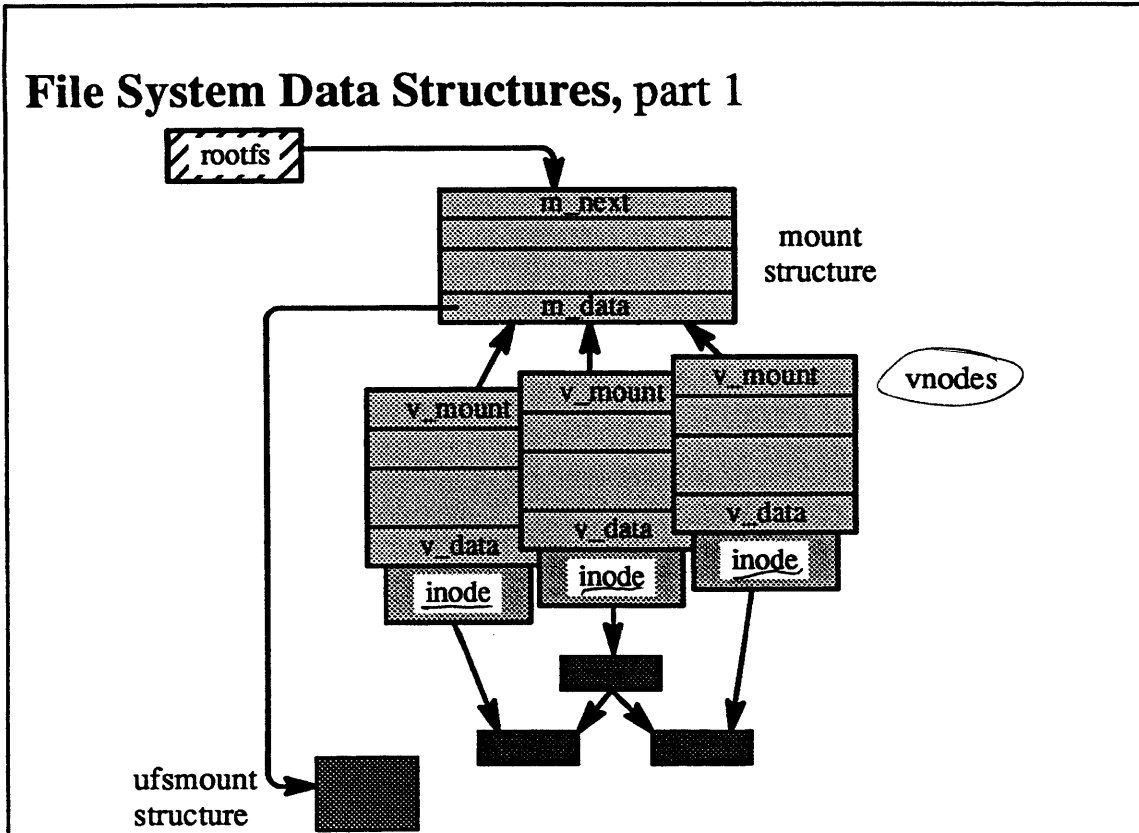 File System Data Structures, part 1
rootfs
m_next
mount
structure
m_data
v_mount
v_mount
v_mount
vnodes
v_data
v_data
v_data
inode
inode
inode
ufsmount
structure